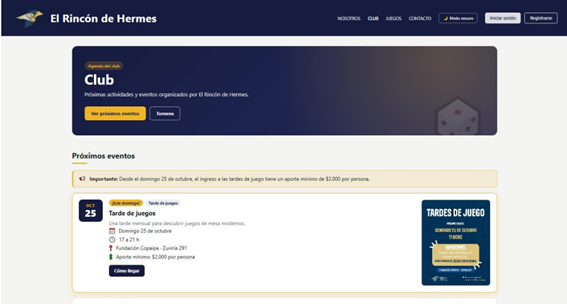 El Rincón de Hermes
NOSOTROS CLUB JUEGOS CONTACTO Modo oscuro Iniciar sesión Registrarse
Agenda del club
Club
Próximas actividades y eventos organizados por El Rincón de Hermes.
Ver próximos eventos Torneos
Próximos eventos
Importante: Desde el domingo 25 de octubre, el ingreso a las tardes de juego tiene un aporte mínimo de $2.000 por persona.
OCT
25
¡Este domingo! Tarde de juegos
Tarde de juegos
Una tarde mensual para descubrir juegos de mesa modernos.
Domingo 25 de octubre
17 a 21 h
Fundación Copaipa · Zuviría 291
Aporte mínimo: $2.000 por persona
Cómo llegar
TARDES DE JUEGO
DOMINGO 25 DE OCTUBRE